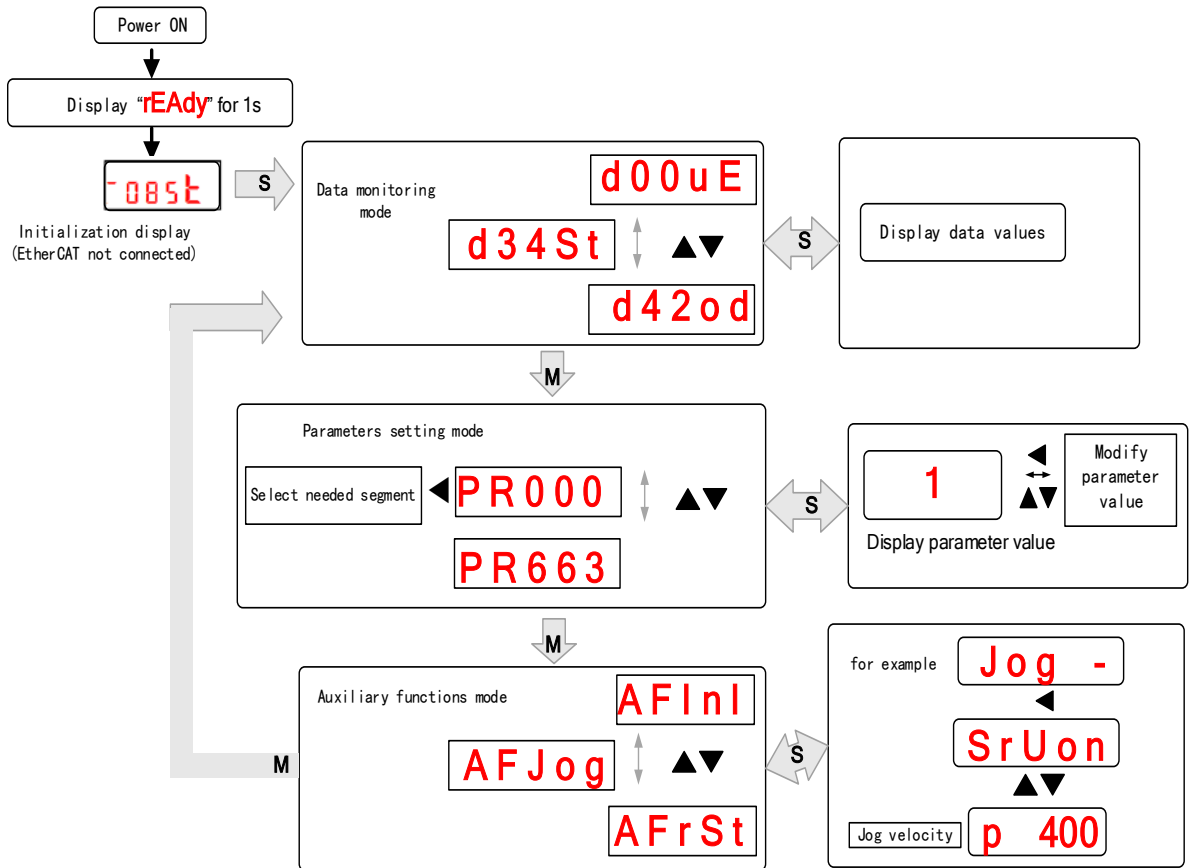 Power ON
Display “rEAdy” for 1s
-085t
Initialization display
(EtherCAT not connected)
S
Data monitoring
mode
d00uE
d34St
▲▼
d42od
S
Display data values
M
Parameters setting mode
Select needed segment
◀
PR000
▲▼
PR663
S
1
◀
▲▼
Modify
parameter
value
Display parameter value
M
Auxiliary functions mode
AFInI
AFJog
▲▼
AFrSt
M
S
for example
Jog -
◀
SrUon
▲▼
Jog velocity
p 400